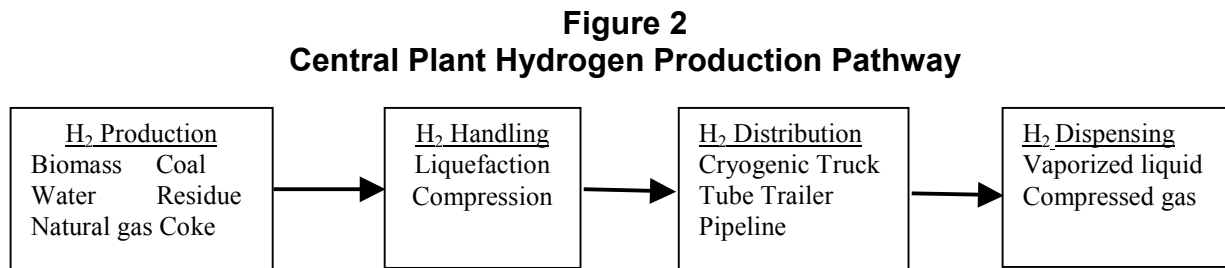 Figure 2
Central Plant Hydrogen Production Pathway
H₂ Production
Biomass Coal
Water Residue
Natural gas Coke
H₂ Handling
Liquefaction
Compression
H₂ Distribution
Cryogenic Truck
Tube Trailer
Pipeline
H₂ Dispensing
Vaporized liquid
Compressed gas